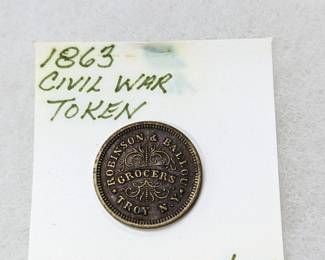 1863
CIVIL WAR
TOKEN
ROBINSON & BALLOU
GROCERS
TROY N.Y.